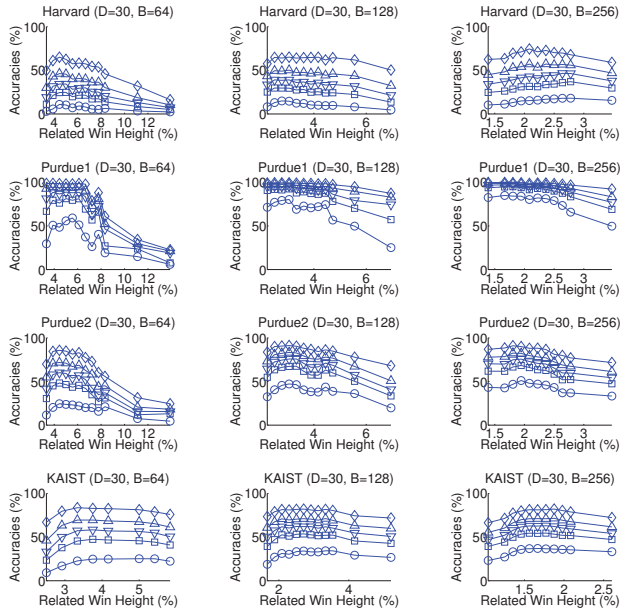 Harvard (D=30, B=64)
Harvard (D=30, B=128)
Harvard (D=30, B=256)
Accuracies (%)
100
50
0
4 6 8 10 12
Related Win Height (%)
Accuracies (%)
100
50
0
4 6
Related Win Height (%)
Accuracies (%)
100
50
0
1.5 2 2.5 3
Related Win Height (%)
Purdue1 (D=30, B=64)
Purdue1 (D=30, B=128)
Purdue1 (D=30, B=256)
Accuracies (%)
100
50
0
4 6 8 10 12
Related Win Height (%)
Accuracies (%)
100
50
0
4 6
Related Win Height (%)
Accuracies (%)
100
50
0
1.5 2 2.5 3
Related Win Height (%)
Purdue2 (D=30, B=64)
Purdue2 (D=30, B=128)
Purdue2 (D=30, B=256)
Accuracies (%)
100
50
0
4 6 8 10 12
Related Win Height (%)
Accuracies (%)
100
50
0
4 6
Related Win Height (%)
Accuracies (%)
100
50
0
1.5 2 2.5 3
Related Win Height (%)
KAIST (D=30, B=64)
KAIST (D=30, B=128)
KAIST (D=30, B=256)
Accuracies (%)
100
50
0
3 4 5
Related Win Height (%)
Accuracies (%)
100
50
0
2 4
Related Win Height (%)
Accuracies (%)
100
50
0
1.5 2 2.5
Related Win Height (%)